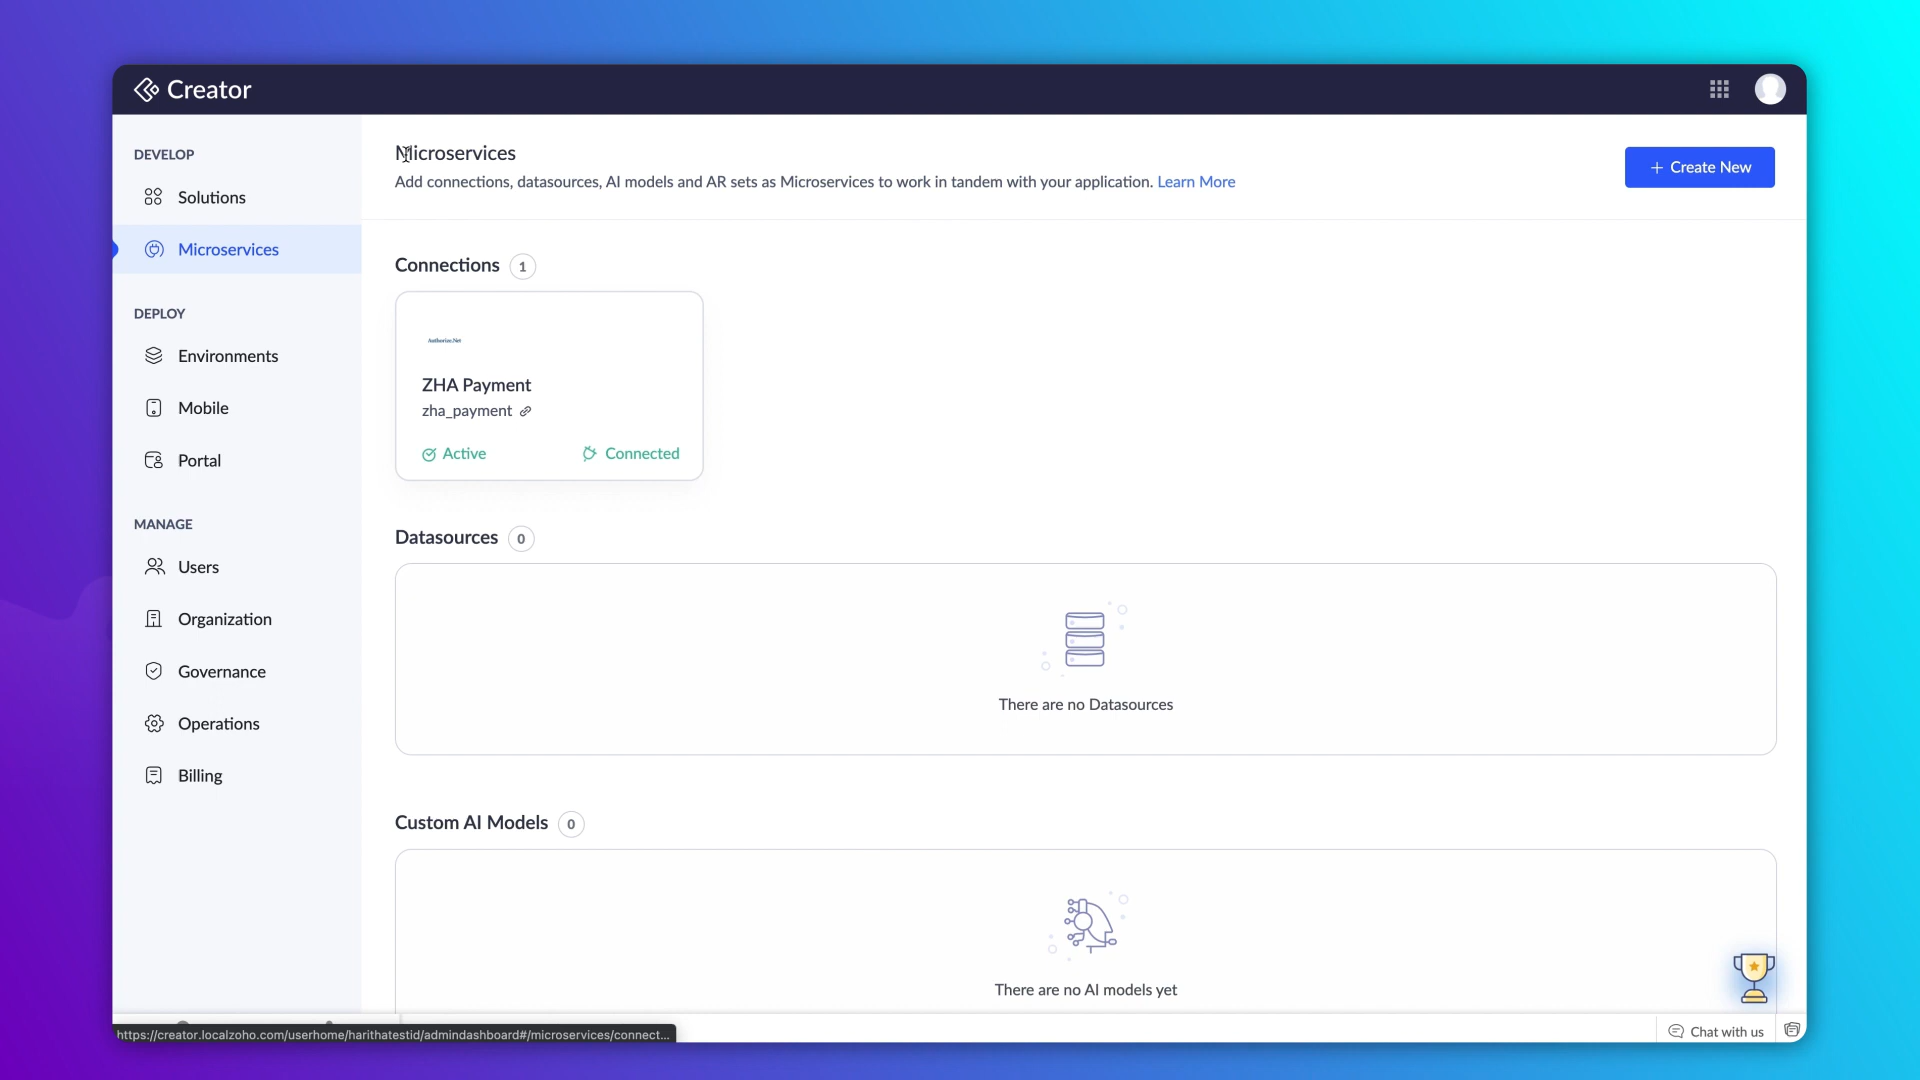 Creator
DEVELOP
Solutions
Microservices
DEPLOY
Environments
Mobile
Portal
MANAGE
Users
Organization
Governance
Operations
Billing
Microservices
Add connections, datasources, AI models and AR sets as Microservices to work in tandem with your application. Learn More
+ Create New
Connections 1
Authorize.Net
ZHA Payment
zha_payment
Active Connected
Datasources 0
There are no Datasources
Custom AI Models 0
There are no AI models yet
https://creator.localzoho.com/userhome/harithatestid/admindashboard#/microservices/connect...
Chat with us